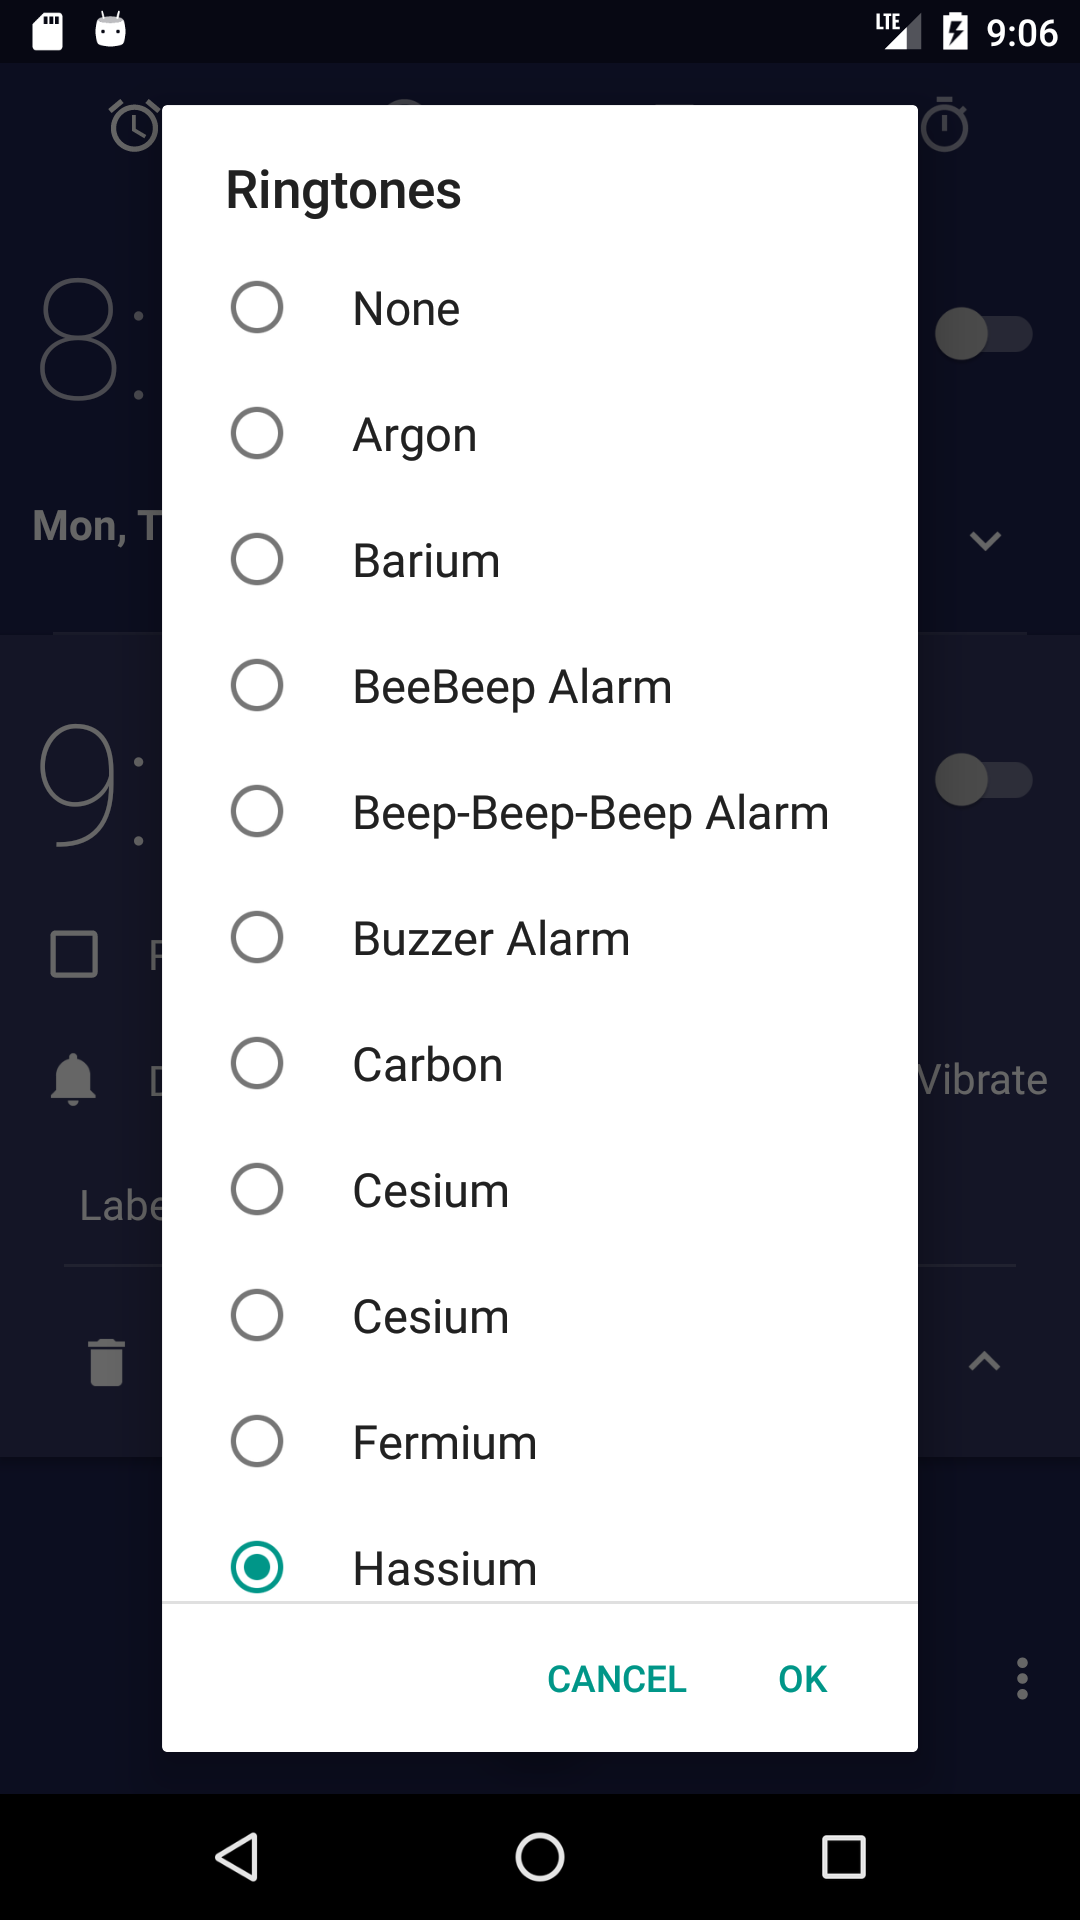 LTE 9:06
Ringtones
8:
None
Argon
Mon, T
Barium
BeeBeep Alarm
9:
Beep-Beep-Beep Alarm
Buzzer Alarm
Carbon
Vibrate
Cesium
Labe
Cesium
Fermium
Hassium
CANCEL OK